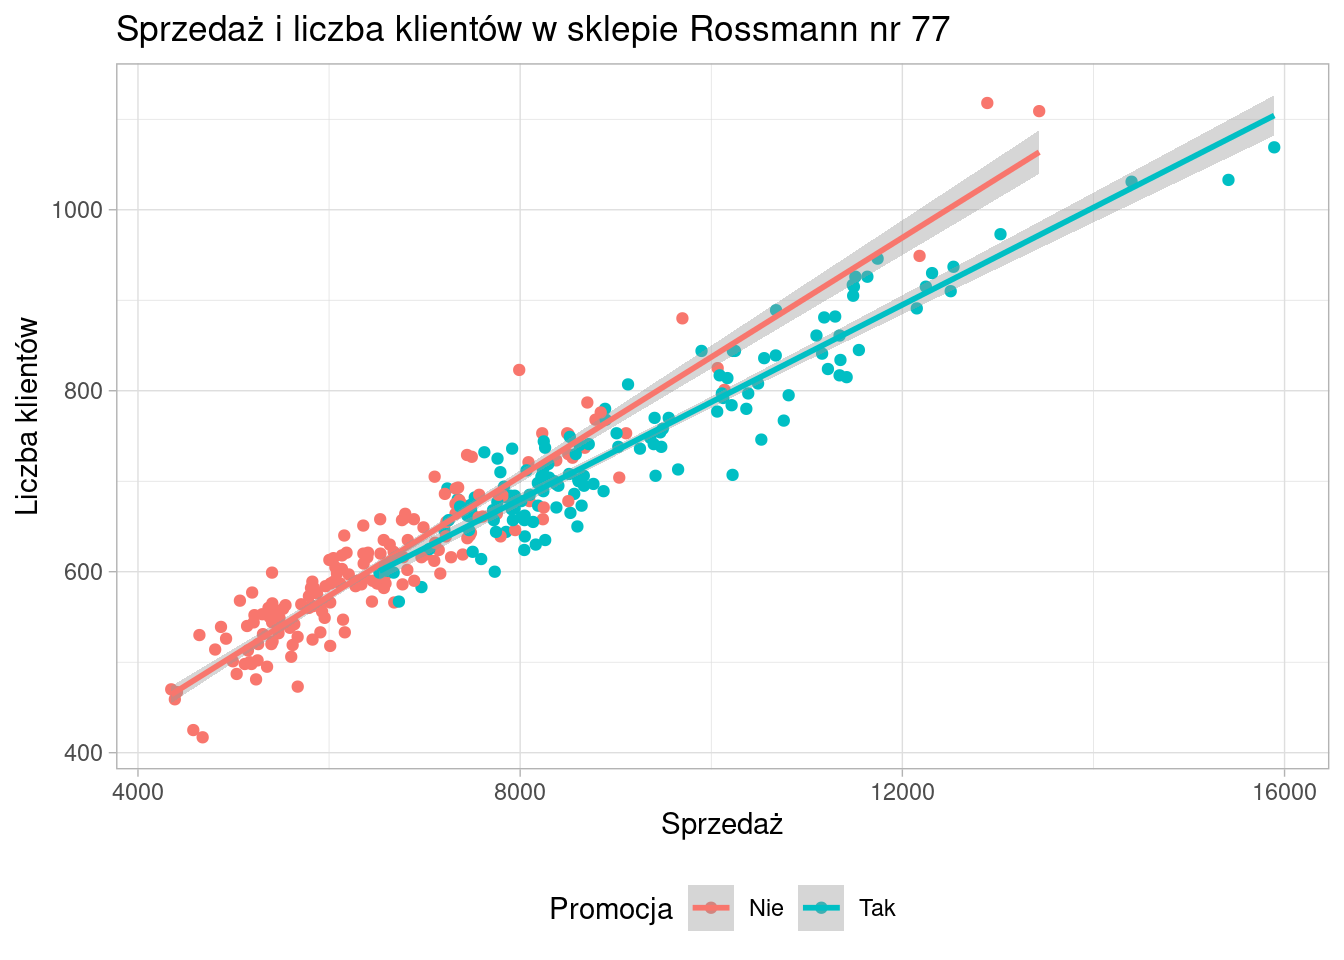 Sprzedaż i liczba klientów w sklepie Rossmann nr 77
Liczba klientów
1000
800
600
400
4000 8000 12000 16000
Sprzedaż
Promocja Nie Tak